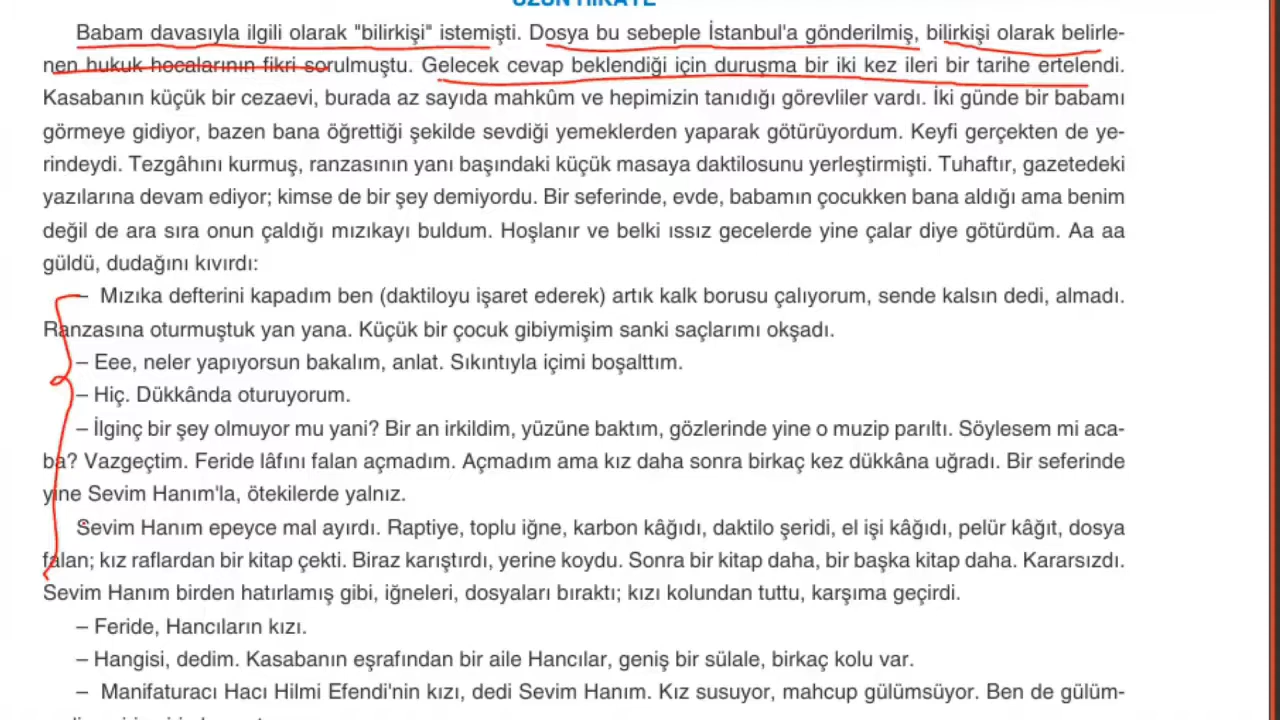 UZUN HİKÂYE
Babam davasıyla ilgili olarak "bilirkişi" istemişti. Dosya bu sebeple İstanbul'a gönderilmiş, bilirkişi olarak belirle-
nen hukuk hocalarının fikri sorulmuştu. Gelecek cevap beklendiği için duruşma bir iki kez ileri bir tarihe ertelendi.
Kasabanın küçük bir cezaevi, burada az sayıda mahkûm ve hepimizin tanıdığı görevliler vardı. İki günde bir babamı
görmeye gidiyor, bazen bana öğrettiği şekilde sevdiği yemeklerden yaparak götürüyordum. Keyfi gerçekten de ye-
rindeydi. Tezgâhını kurmuş, ranzasının yanı başındaki küçük masaya daktilosunu yerleştirmişti. Tuhaftır, gazetedeki
yazılarına devam ediyor; kimse de bir şey demiyordu. Bir seferinde, evde, babamın çocukken bana aldığı ama benim
değil de ara sıra onun çaldığı mızıkayı buldum. Hoşlanır ve belki ıssız gecelerde yine çalar diye götürdüm. Aa aa
güldü, dudağını kıvırdı:
– Mızıka defterini kapadım ben (daktiloyu işaret ederek) artık kalk borusu çalıyorum, sende kalsın dedi, almadı.
Ranzasına oturmuştuk yan yana. Küçük bir çocuk gibiymişim sanki saçlarımı okşadı.
– Eee, neler yapıyorsun bakalım, anlat. Sıkıntıyla içimi boşalttım.
– Hiç. Dükkânda oturuyorum.
– İlginç bir şey olmuyor mu yani? Bir an irkildim, yüzüne baktım, gözlerinde yine o muzip parıltı. Söylesem mi aca-
ba? Vazgeçtim. Feride lâfını falan açmadım. Açmadım ama kız daha sonra birkaç kez dükkâna uğradı. Bir seferinde
yine Sevim Hanım'la, ötekilerde yalnız.
Sevim Hanım epeyce mal ayırdı. Raptiye, toplu iğne, karbon kâğıdı, daktilo şeridi, el işi kâğıdı, pelür kâğıt, dosya
falan; kız raflardan bir kitap çekti. Biraz karıştırdı, yerine koydu. Sonra bir kitap daha, bir başka kitap daha. Kararsızdı.
Sevim Hanım birden hatırlamış gibi, iğneleri, dosyaları bıraktı; kızı kolundan tuttu, karşıma geçirdi.
– Feride, Hancıların kızı.
– Hangisi, dedim. Kasabanın eşrafından bir aile Hancılar, geniş bir sülale, birkaç kolu var.
– Manifaturacı Hacı Hilmi Efendi'nin kızı, dedi Sevim Hanım. Kız susuyor, mahcup gülümsüyor. Ben de gülüm-